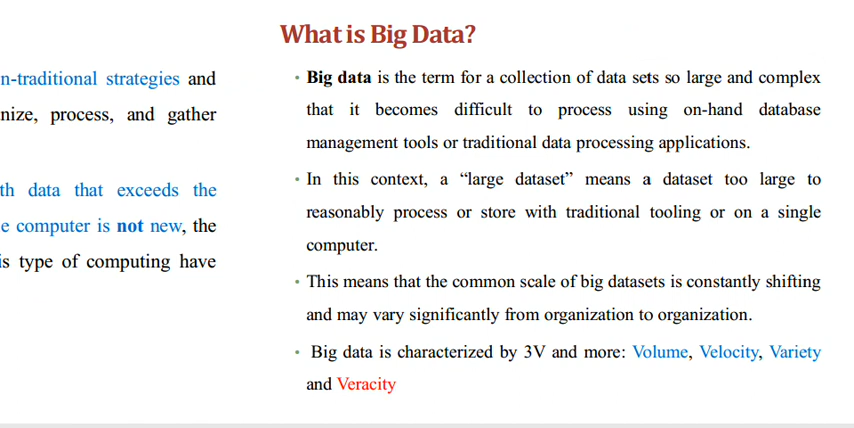 n-traditional strategies and
nize, process, and gather
th data that exceeds the
e computer is not new, the
is type of computing have
What is Big Data?
• Big data is the term for a collection of data sets so large and complex
that it becomes difficult to process using on-hand database
management tools or traditional data processing applications.
• In this context, a “large dataset” means a dataset too large to
reasonably process or store with traditional tooling or on a single
computer.
• This means that the common scale of big datasets is constantly shifting
and may vary significantly from organization to organization.
• Big data is characterized by 3V and more: Volume, Velocity, Variety
and Veracity